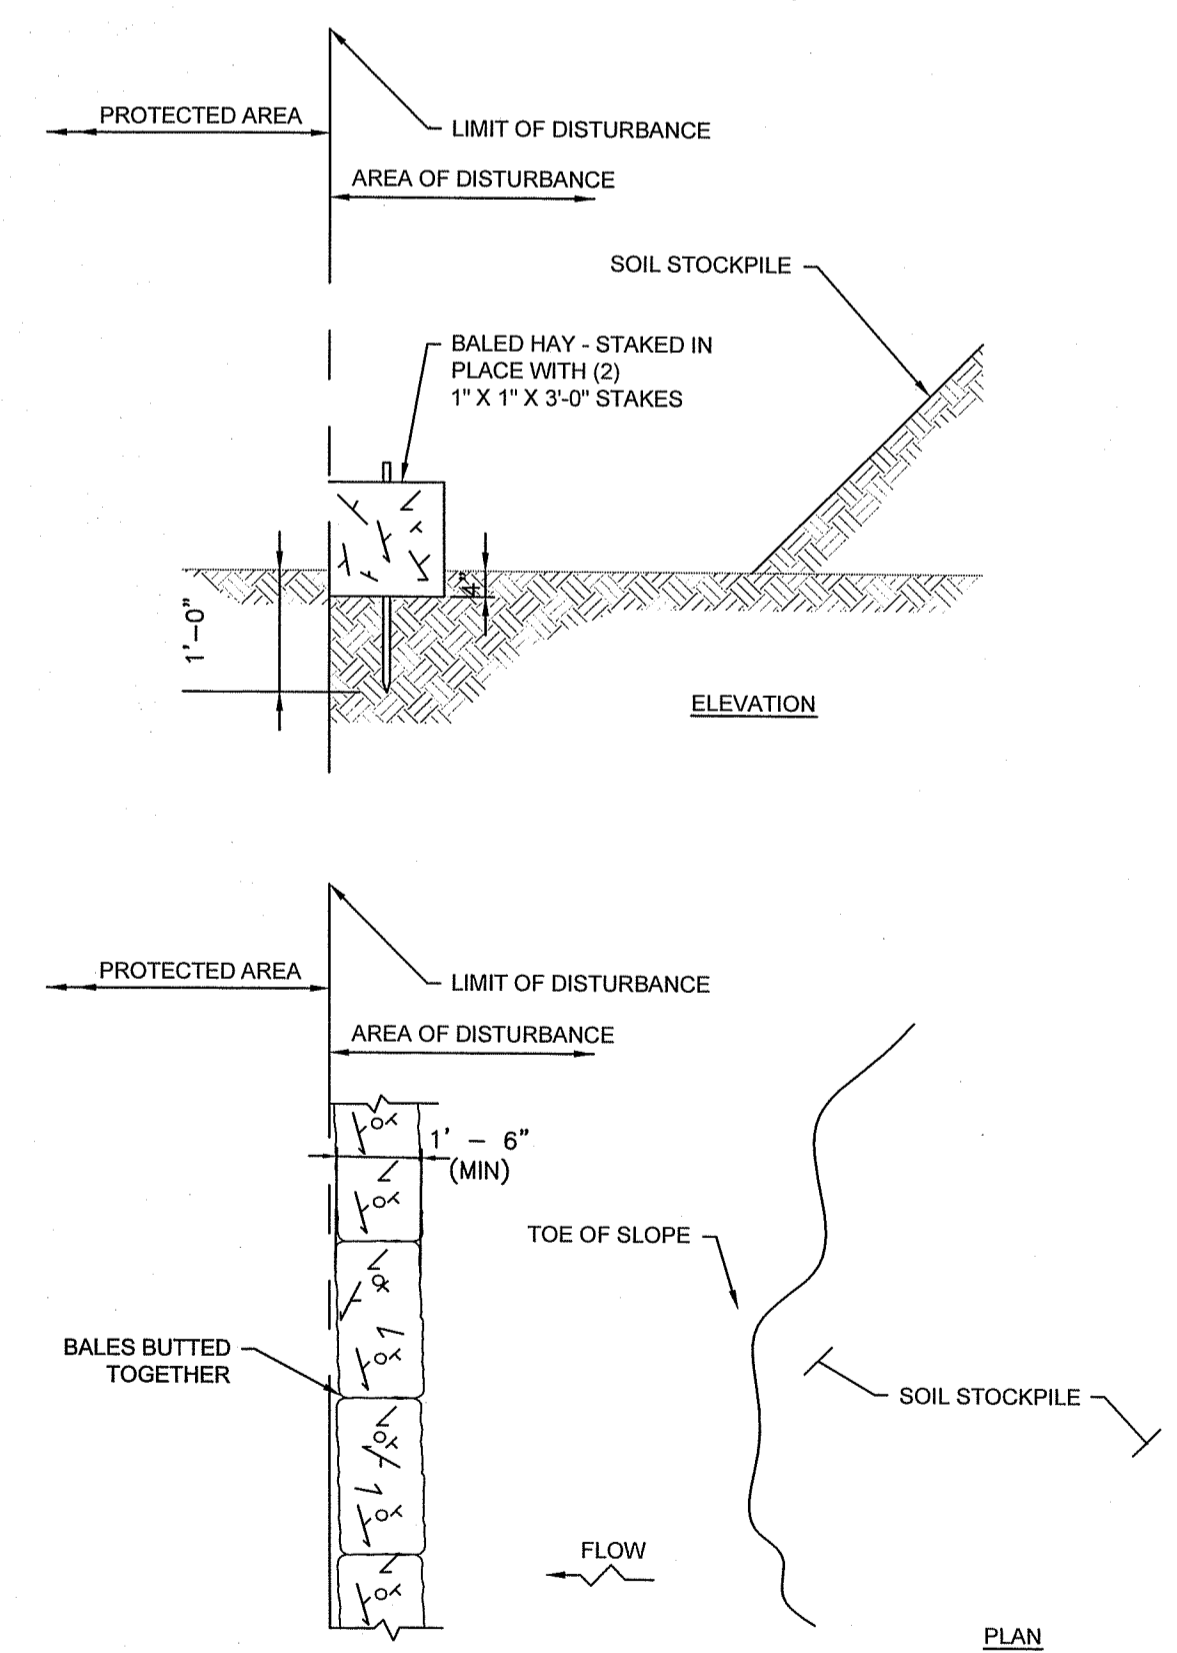 PROTECTED AREA
LIMIT OF DISTURBANCE
AREA OF DISTURBANCE
SOIL STOCKPILE
BALED HAY - STAKED IN
PLACE WITH (2)
1" X 1" X 3'-0" STAKES
4"
1'-0"
ELEVATION
PROTECTED AREA
LIMIT OF DISTURBANCE
AREA OF DISTURBANCE
1' - 6"
(MIN)
TOE OF SLOPE
BALES BUTTED
TOGETHER
SOIL STOCKPILE
FLOW
PLAN